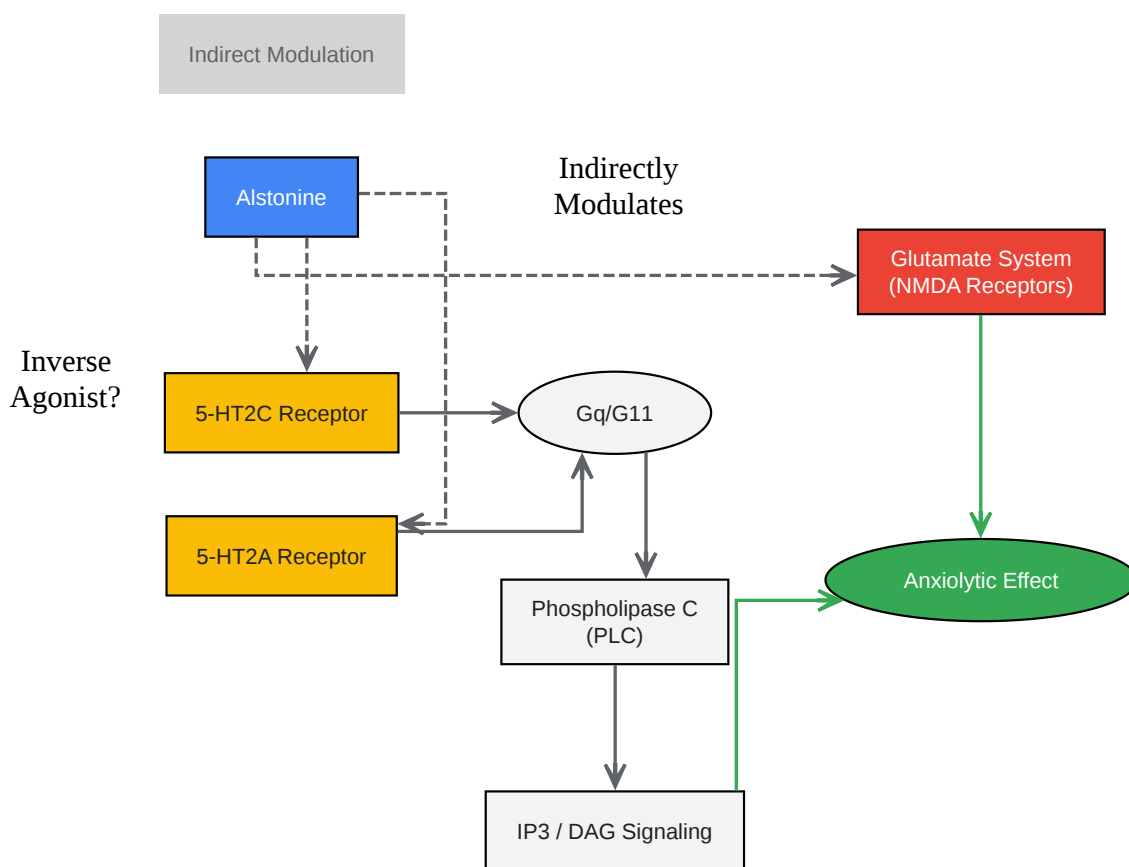 Indirect Modulation
Alstonine
Indirectly
Modulates
Glutamate System
(NMDA Receptors)
Inverse
Agonist?
5-HT2C Receptor
Gq/G11
5-HT2A Receptor
Anxiolytic Effect
Phospholipase C
(PLC)
IP3 / DAG Signaling